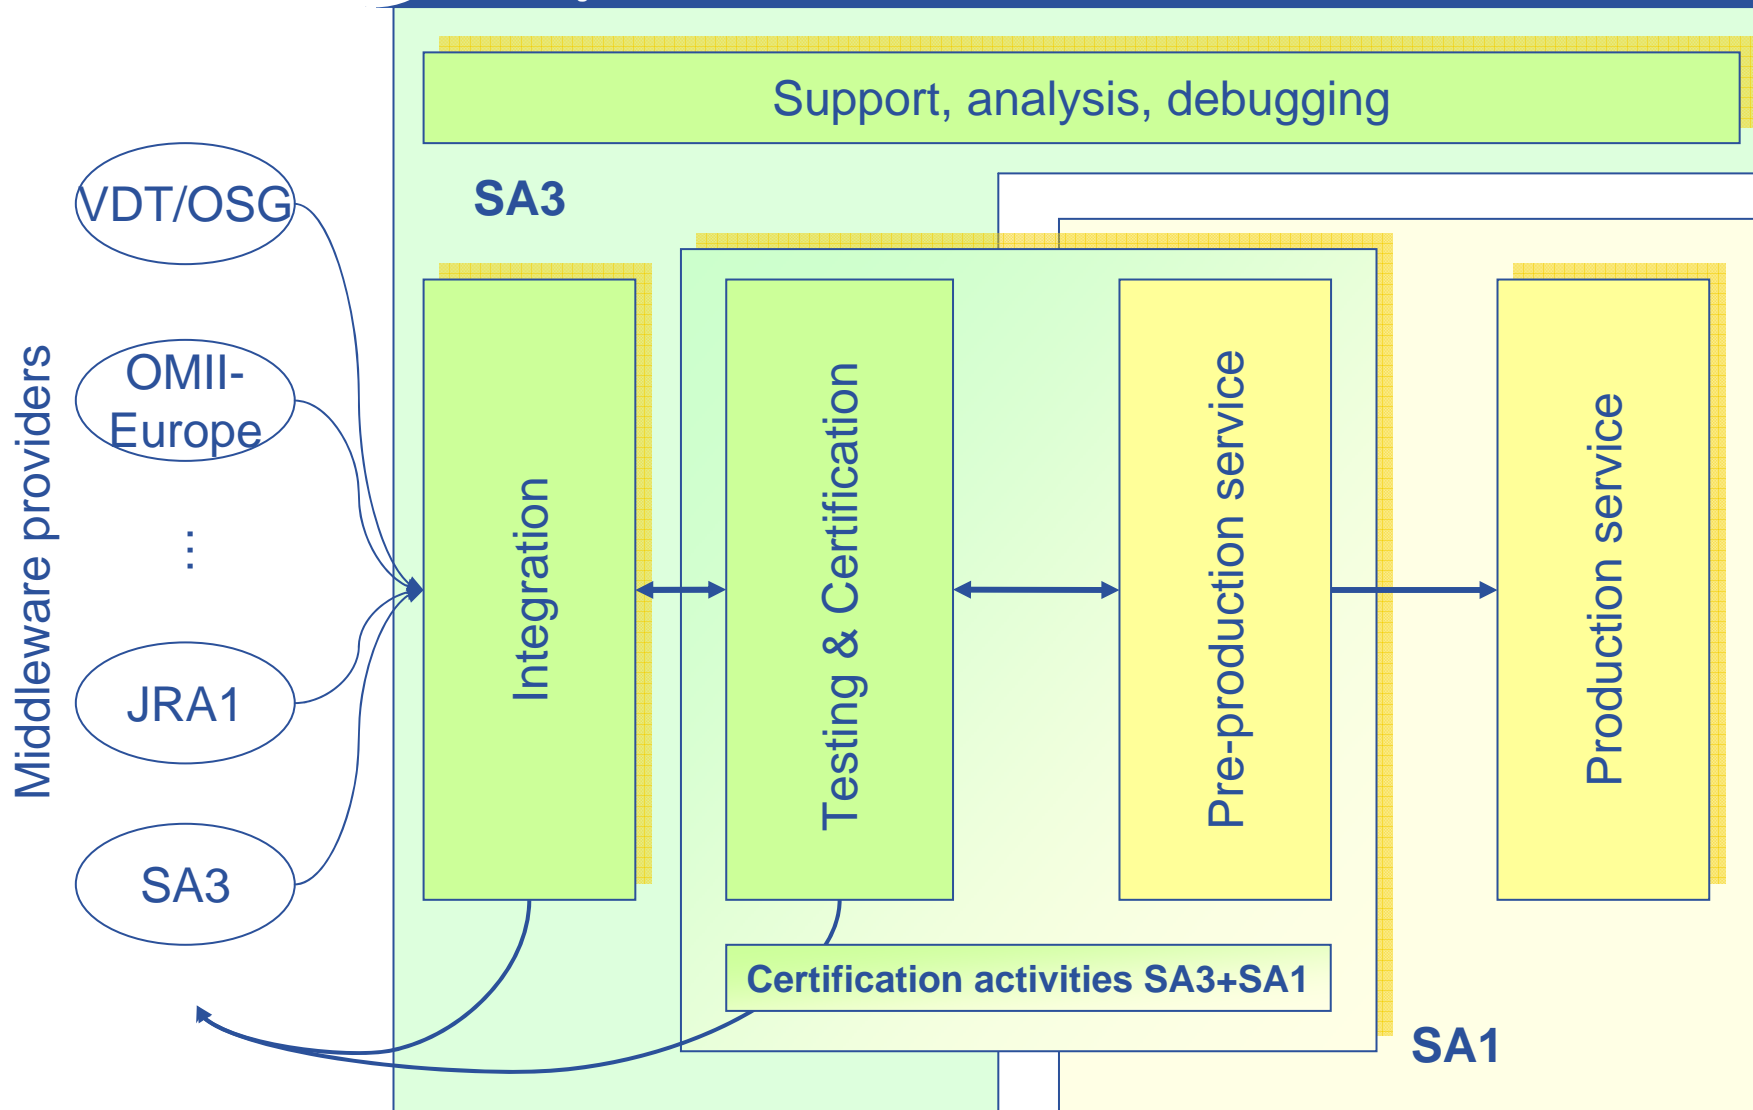 Support, analysis, debugging
SA3
VDT/OSG
OMII-
Europe
...
JRA1
SA3
Middleware providers
Integration
Testing & Certification
Pre-production service
Production service
Certification activities SA3+SA1
SA1